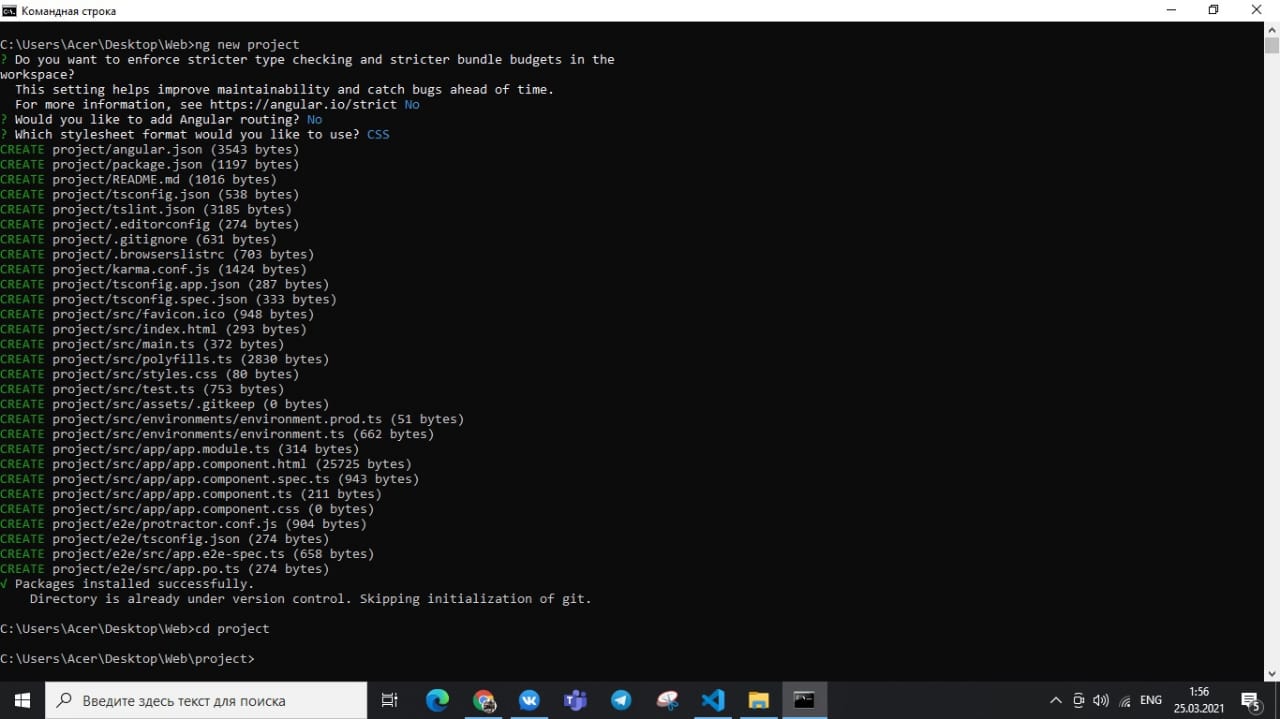 Командная строка
C:\Users\Acer\Desktop\Web>ng new project
? Do you want to enforce stricter type checking and stricter bundle budgets in the
workspace?
This setting helps improve maintainability and catch bugs ahead of time.
For more information, see https://angular.io/strict No
? Would you like to add Angular routing? No
? Which stylesheet format would you like to use? CSS
CREATE project/angular.json (3543 bytes)
CREATE project/package.json (1197 bytes)
CREATE project/README.md (1016 bytes)
CREATE project/tsconfig.json (538 bytes)
CREATE project/tslint.json (3185 bytes)
CREATE project/.editorconfig (274 bytes)
CREATE project/.gitignore (631 bytes)
CREATE project/.browserslistrc (703 bytes)
CREATE project/karma.conf.js (1424 bytes)
CREATE project/tsconfig.app.json (287 bytes)
CREATE project/tsconfig.spec.json (333 bytes)
CREATE project/src/favicon.ico (948 bytes)
CREATE project/src/index.html (293 bytes)
CREATE project/src/main.ts (372 bytes)
CREATE project/src/polyfills.ts (2830 bytes)
CREATE project/src/styles.css (80 bytes)
CREATE project/src/test.ts (753 bytes)
CREATE project/src/assets/.gitkeep (0 bytes)
CREATE project/src/environments/environment.prod.ts (51 bytes)
CREATE project/src/environments/environment.ts (662 bytes)
CREATE project/src/app/app.module.ts (314 bytes)
CREATE project/src/app/app.component.html (25725 bytes)
CREATE project/src/app/app.component.spec.ts (943 bytes)
CREATE project/src/app/app.component.ts (211 bytes)
CREATE project/src/app/app.component.css (0 bytes)
CREATE project/e2e/protractor.conf.js (904 bytes)
CREATE project/e2e/tsconfig.json (274 bytes)
CREATE project/e2e/src/app.e2e-spec.ts (658 bytes)
CREATE project/e2e/src/app.po.ts (274 bytes)
√ Packages installed successfully.
Directory is already under version control. Skipping initialization of git.
C:\Users\Acer\Desktop\Web>cd project
C:\Users\Acer\Desktop\Web\project>
Введите здесь текст для поиска
ENG
1:56
25.03.2021
5